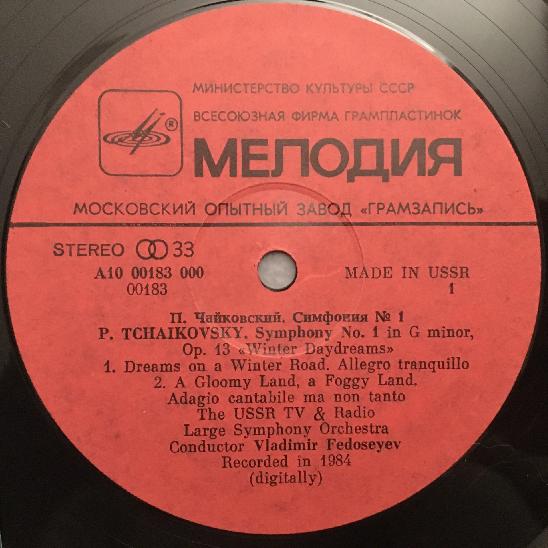 МИНИСТЕРСТВО КУЛЬТУРЫ СССР
ВСЕСОЮЗНАЯ ФИРМА ГРАМПЛАСТИНОК
®
МЕЛОДИЯ
МОСКОВСКИЙ ОПЫТНЫЙ ЗАВОД «ГРАМЗАПИСЬ»
STEREO 33
A10 00183 000 MADE IN USSR
00183 1
П. Чайковский. Симфония № 1
P. TCHAIKOVSKY. Symphony No. 1 in G minor,
Op. 13 «Winter Daydreams»
1. Dreams on a Winter Road. Allegro tranquillo
2. A Gloomy Land, a Foggy Land.
Adagio cantabile ma non tanto
The USSR TV & Radio
Large Symphony Orchestra
Conductor Vladimir Fedoseyev
Recorded in 1984
(digitally)